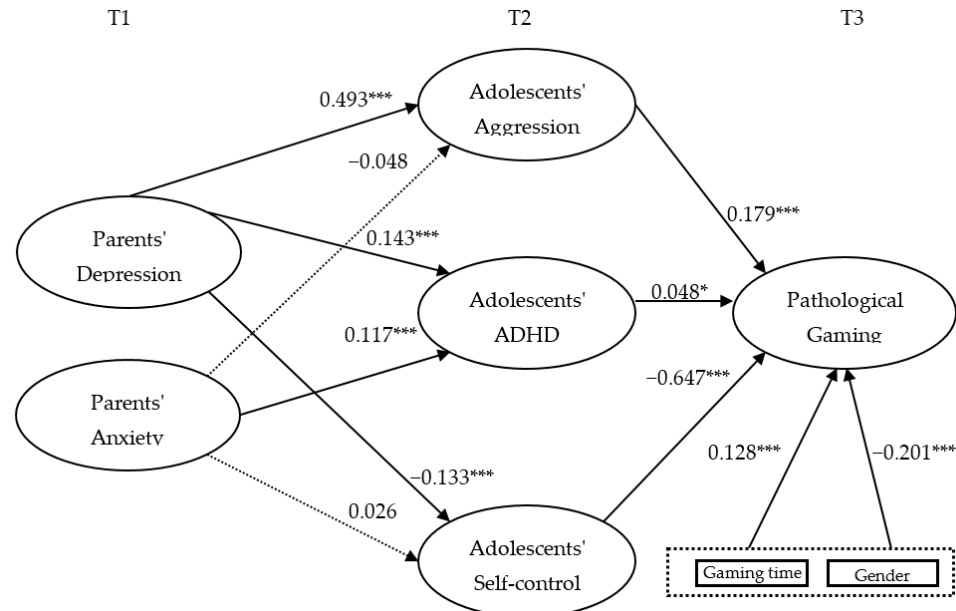 T1
T2
T3
Adolescents'
Aggression
0.493***
−0.048
0.179***
Parents'
Depression
0.143***
Adolescents'
ADHD
0.048*
Pathological
Gaming
0.117***
Parents'
Anxiety
−0.647***
−0.133***
0.026
0.128***
−0.201***
Adolescents'
Self-control
Gaming time
Gender